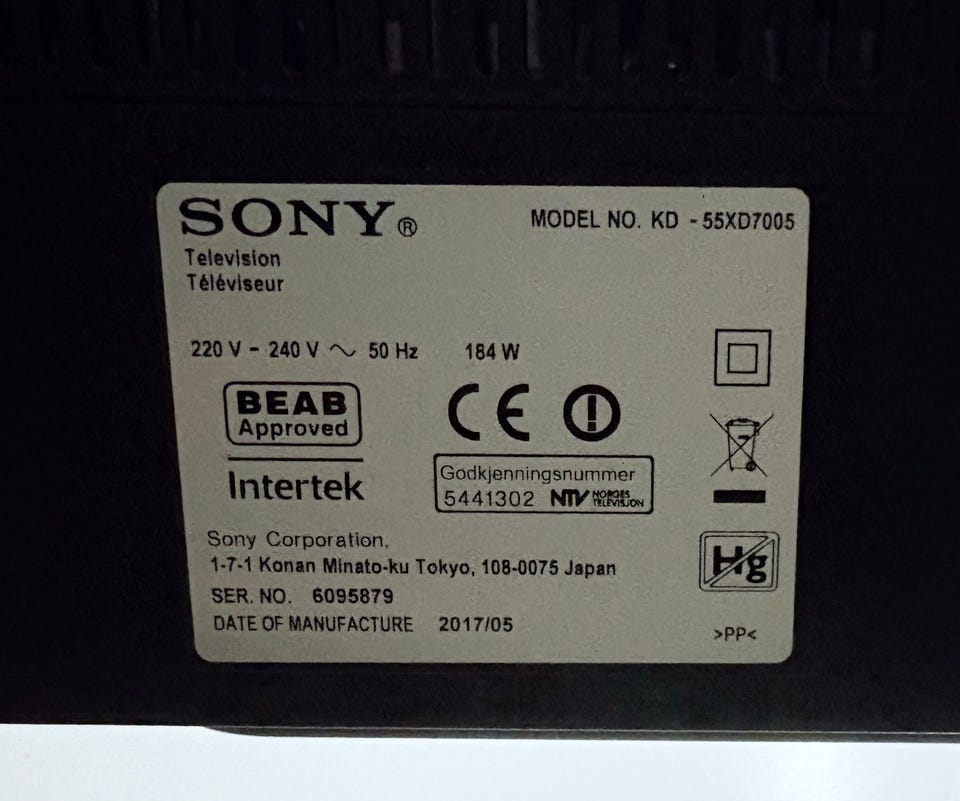 SONY®
MODEL NO. KD - 55XD7005
Television
Téléviseur
220 V - 240 V ~ 50 Hz 184 W
BEAB
Approved
CE
Intertek
Godkjenningsnummer
5441302 NTV NORGES
TELEVISJON
Sony Corporation,
1-7-1 Konan Minato-ku Tokyo, 108-0075 Japan
SER. NO. 6095879
DATE OF MANUFACTURE 2017/05
Hg
>PP<